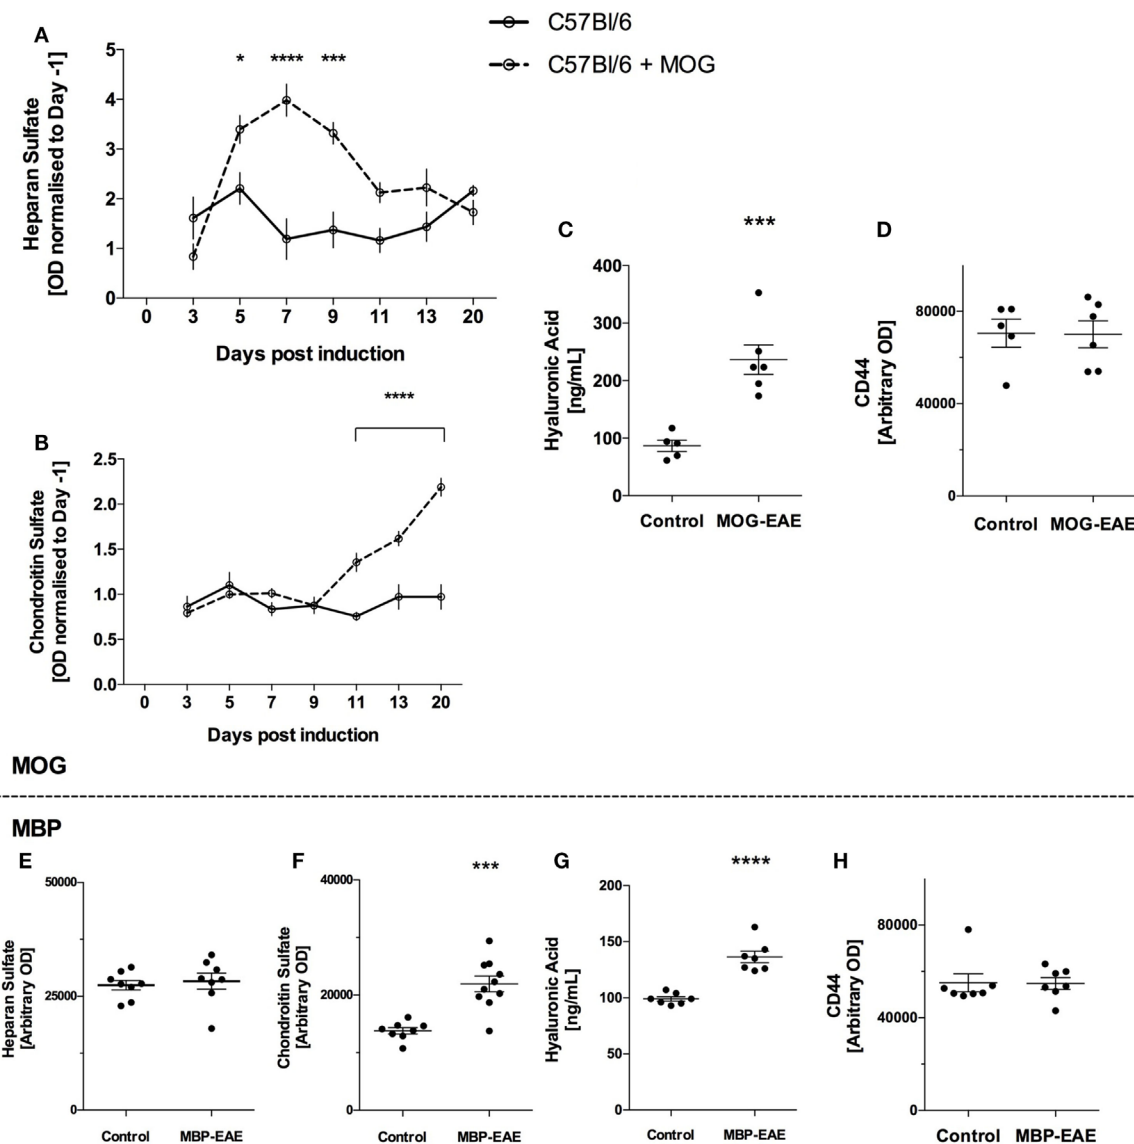 C57Bl/6
C57Bl/6 + MOG
A
Heparan Sulfate
[OD normalised to Day -1]
5
4
3
2
1
0
* **** ***
0 3 5 7 9 11 13 20
Days post induction
B
Chondroitin Sulfate
[OD normalised to Day -1]
2.5
2.0
1.5
1.0
0.5
0.0
****
0 3 5 7 9 11 13 20
Days post induction
C
***
Hyaluronic Acid
[ng/mL]
400
300
200
100
0
Control MOG-EAE
D
CD44
[Arbitrary OD]
80000
40000
0
Control MOG-EAE
MOG
MBP
E
Heparan Sulfate
[Arbitrary OD]
50000
25000
0
Control MBP-EAE
F
***
Chondroitin Sulfate
[Arbitrary OD]
40000
20000
0
Control MBP-EAE
G
****
Hyaluronic Acid
[ng/mL]
200
150
100
50
0
Control MBP-EAE
H
CD44
[Arbitrary OD]
80000
40000
0
Control MBP-EAE